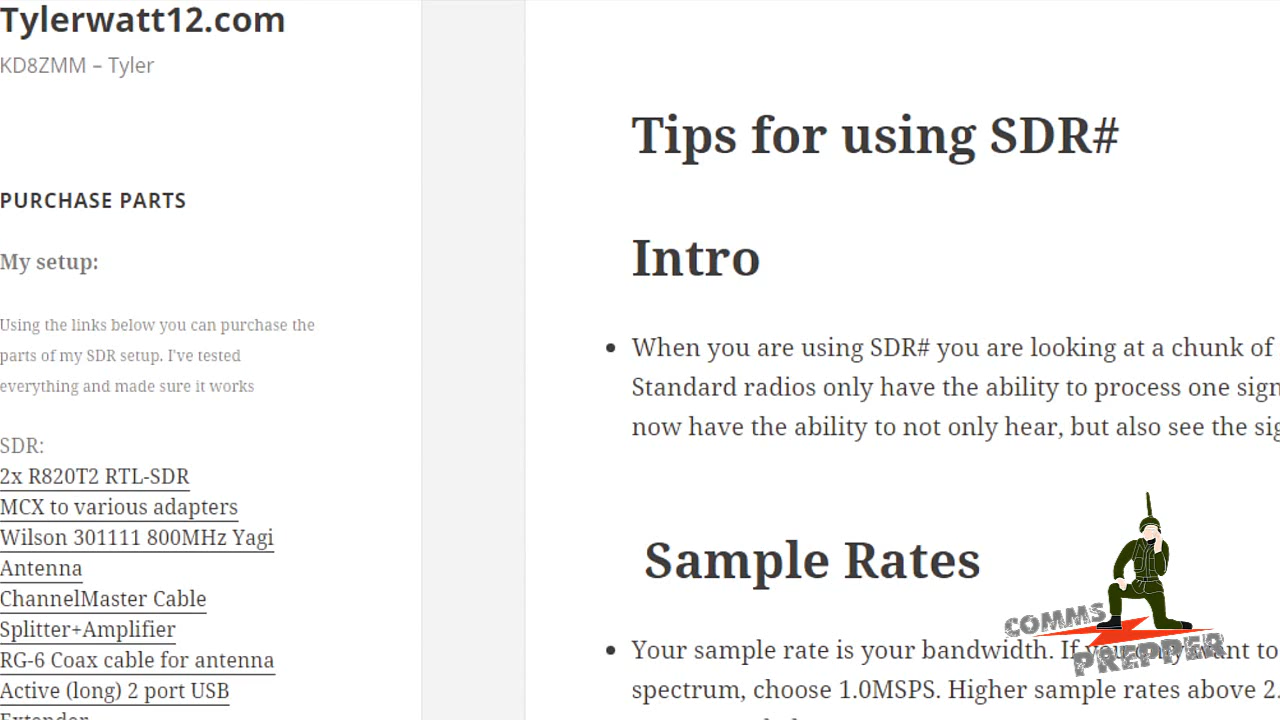 Tylerwatt12.com
KD8ZMM – Tyler
PURCHASE PARTS
My setup:
Using the links below you can purchase the
parts of my SDR setup. I've tested
everything and made sure it works
SDR:
2x R820T2 RTL-SDR
MCX to various adapters
Wilson 301111 800MHz Yagi
Antenna
ChannelMaster Cable
Splitter+Amplifier
RG-6 Coax cable for antenna
Active (long) 2 port USB
Extender
Tips for using SDR#
Intro
When you are using SDR# you are looking at a chunk of
Standard radios only have the ability to process one
now have the ability to not only hear, but also see the
Sample Rates
Your sample rate is your bandwidth. If you only want to
spectrum, choose 1.0MSPS. Higher sample rates above 2.
COMMS
PREPPER